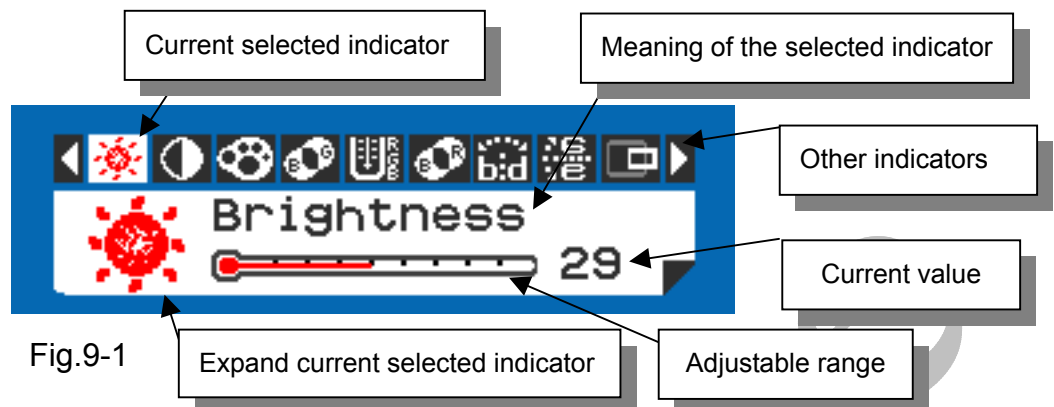 Current selected indicator
Meaning of the selected indicator
Other indicators
B G
R G B
B R
b:d
Brightness
29
Current value
Fig.9-1
Expand current selected indicator
Adjustable range